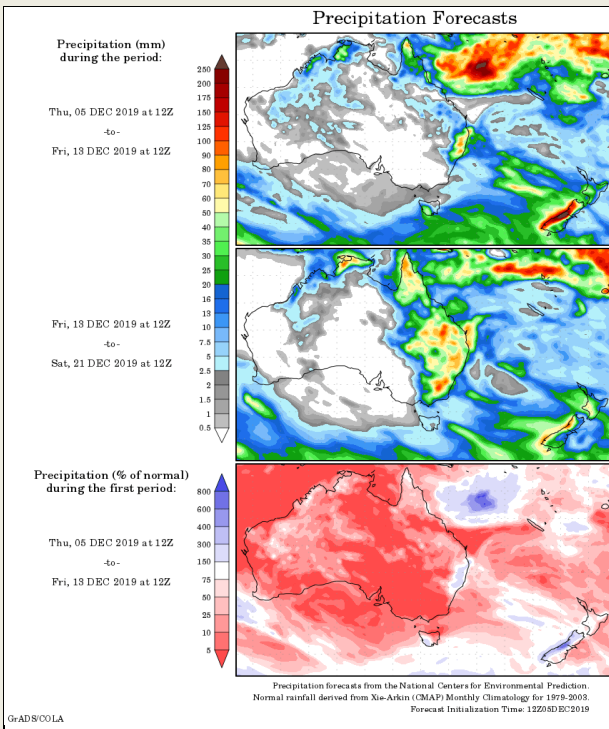 Precipitation Forecasts
Precipitation (mm)
during the period:
Thu, 05 DEC 2019 at 12Z
-to-
Fri, 13 DEC 2019 at 12Z
250
200
175
150
125
100
90
80
70
60
50
40
35
30
25
20
16
13
10
7.5
5
2.5
2
1.5
1
0.5
Fri, 13 DEC 2019 at 12Z
-to-
Sat, 21 DEC 2019 at 12Z
Precipitation (% of normal)
during the first period:
Thu, 05 DEC 2019 at 12Z
-to-
Fri, 13 DEC 2019 at 12Z
800
600
400
300
150
75
50
25
10
5
Precipitation forecasts from the National Centers for Environmental Prediction.
Normal rainfall derived from Xie-Arkin (CMAP) Monthly Climatology for 1979-2003.
Forecast Initialization Time: 12Z05DEC2019
GrADS/COLA